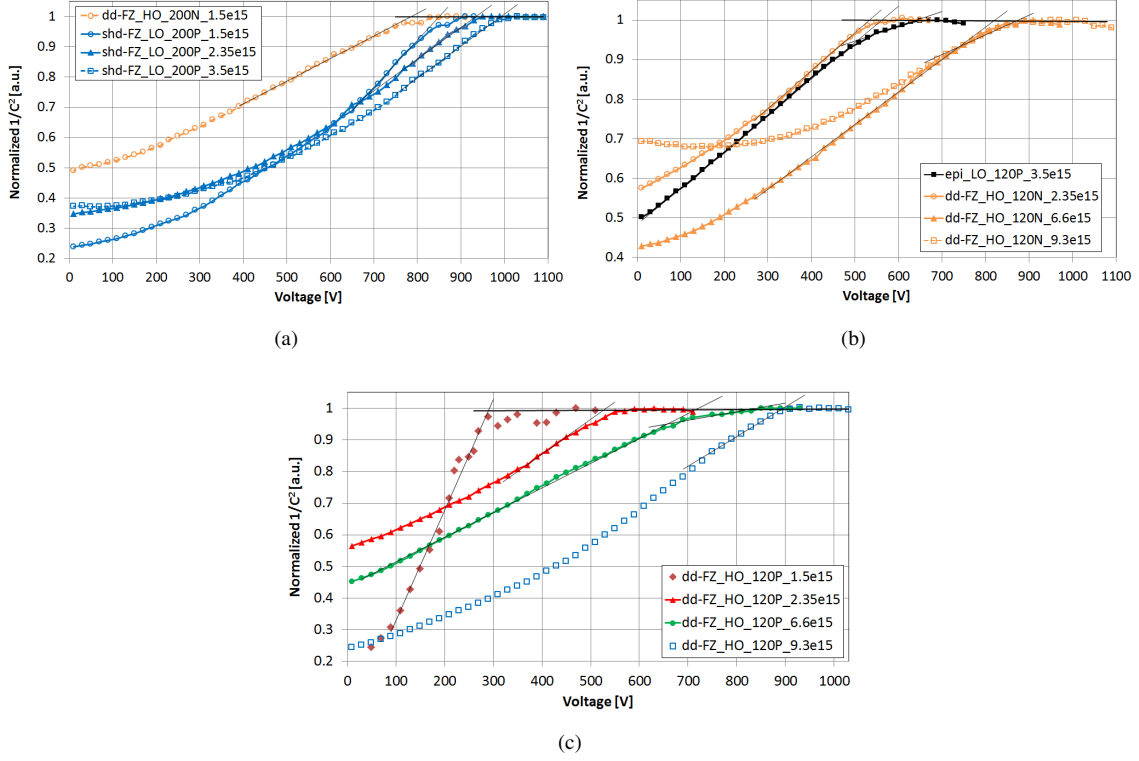 Normalized 1/C² [a.u.]
1
0.9
0.8
0.7
0.6
0.5
0.4
0.3
0.2
dd-FZ_HO_200N_1.5e15
shd-FZ_LO_200P_1.5e15
shd-FZ_LO_200P_2.35e15
shd-FZ_LO_200P_3.5e15
0 100 200 300 400 500 600 700 800 900 1000 1100
Voltage [V]
(a)
Normalized 1/C² [a.u.]
1
0.9
0.8
0.7
0.6
0.5
0.4
epi_LO_120P_3.5e15
dd-FZ_HO_120N_2.35e15
dd-FZ_HO_120N_6.6e15
dd-FZ_HO_120N_9.3e15
0 100 200 300 400 500 600 700 800 900 1000 1100
Voltage [V]
(b)
Normalized 1/C² [a.u.]
1
0.9
0.8
0.7
0.6
0.5
0.4
0.3
0.2
dd-FZ_HO_120P_1.5e15
dd-FZ_HO_120P_2.35e15
dd-FZ_HO_120P_6.6e15
dd-FZ_HO_120P_9.3e15
0 100 200 300 400 500 600 700 800 900 1000
Voltage [V]
(c)